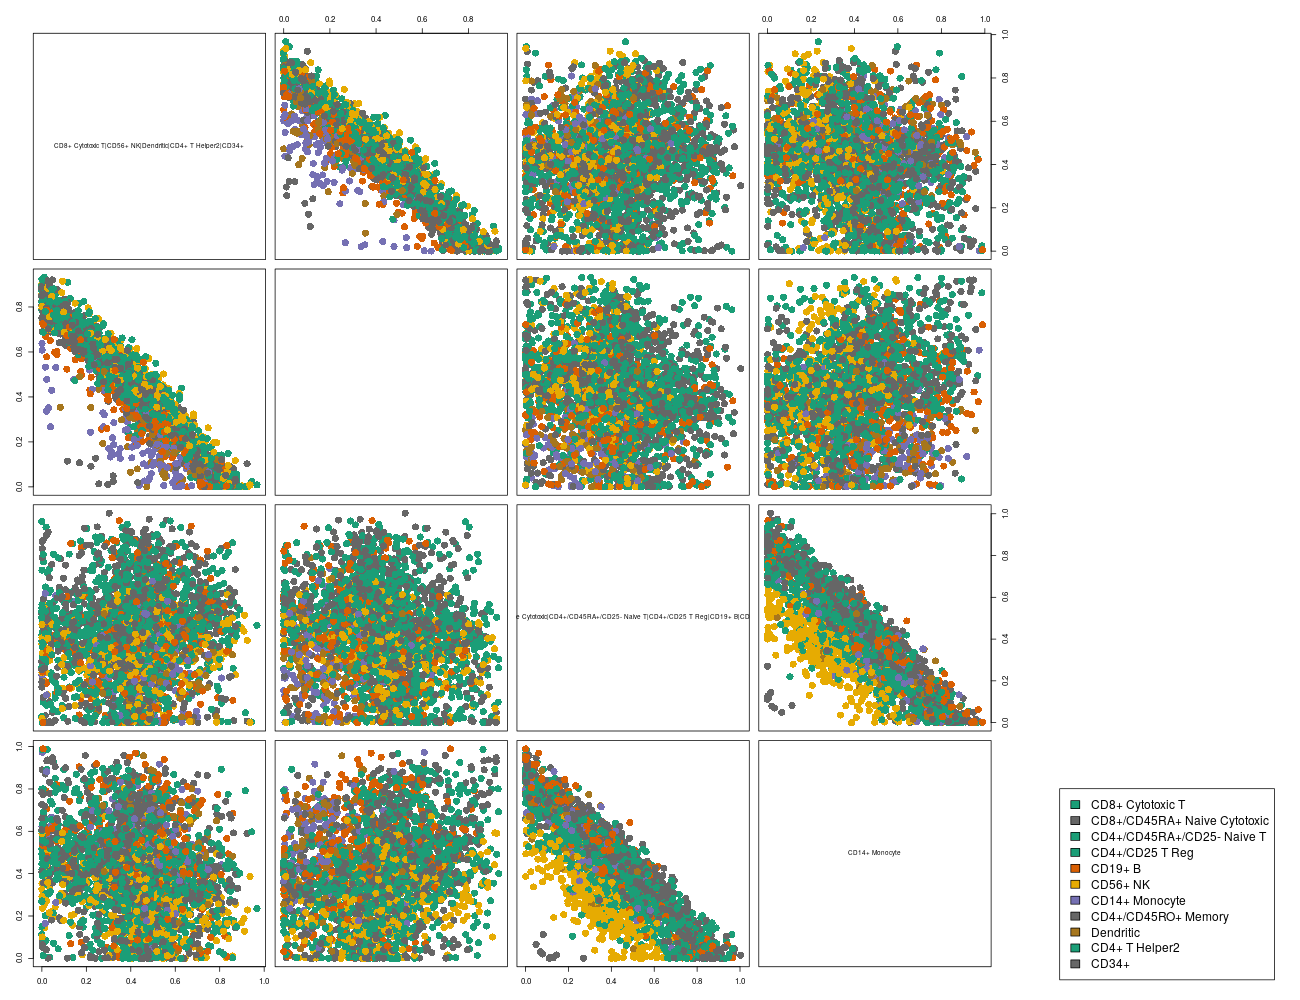 0.0 0.2 0.4 0.6 0.8
0.0 0.2 0.4 0.6 0.8 1.0
CD8+ Cytotoxic T|CD56+ NK|Dendritic|CD4+ T Helper2|CD34+
0.0 0.2 0.4 0.6 0.8 1.0
0.0 0.2 0.4 0.6 0.8
e Cytotoxic|CD4+/CD45RA+/CD25- Naive T|CD4+/CD25 T Reg|CD19+ B|CD
0.0 0.2 0.4 0.6 0.8 1.0
0.0 0.2 0.4 0.6 0.8 1.0
CD14+ Monocyte
0.0 0.2 0.4 0.6 0.8 1.0
0.0 0.2 0.4 0.6 0.8 1.0
CD8+ Cytotoxic T
CD8+/CD45RA+ Naive Cytotoxic
CD4+/CD45RA+/CD25- Naive T
CD4+/CD25 T Reg
CD19+ B
CD56+ NK
CD14+ Monocyte
CD4+/CD45RO+ Memory
Dendritic
CD4+ T Helper2
CD34+